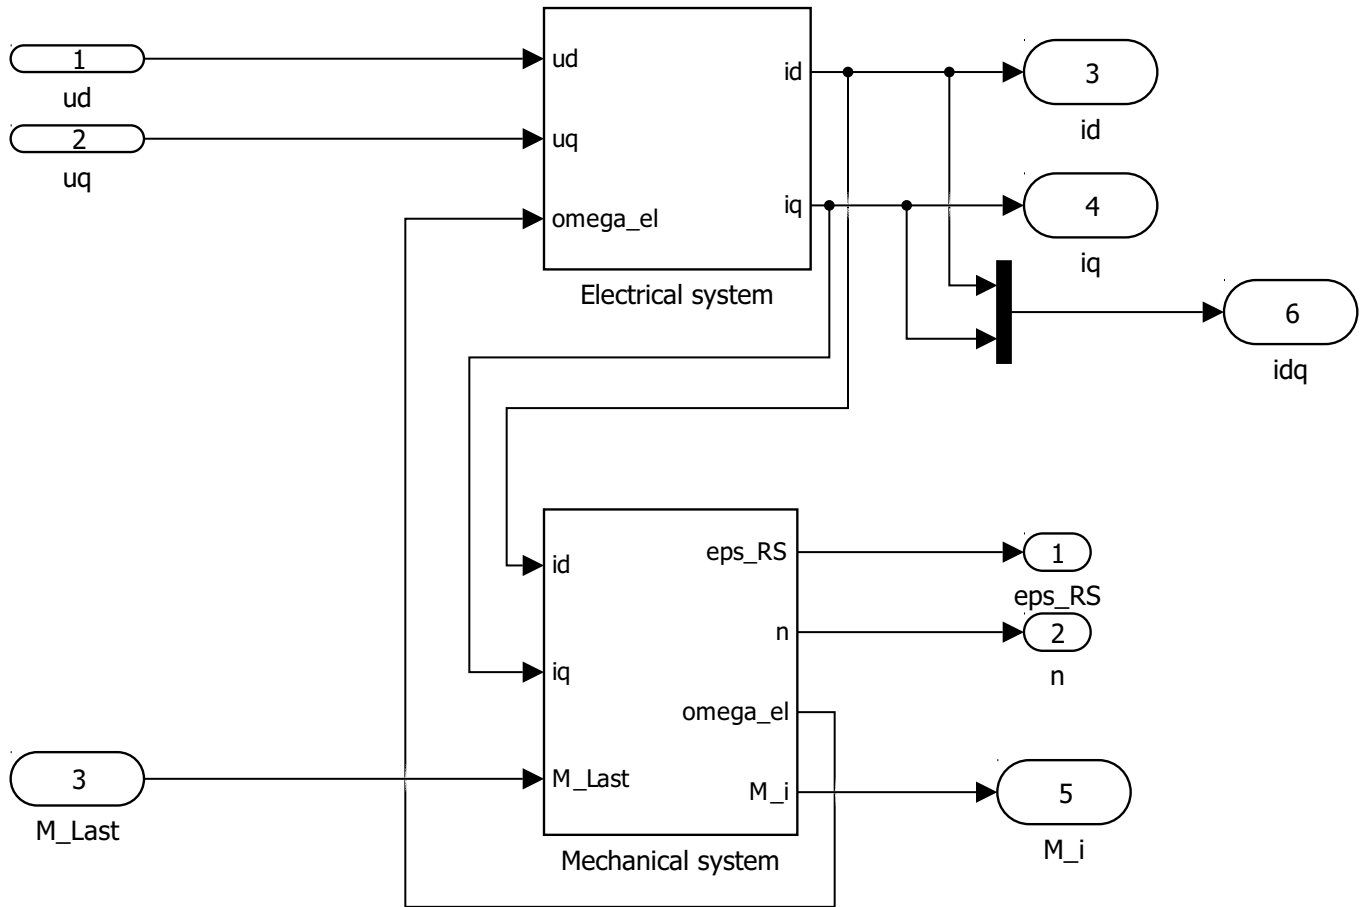 1
ud
2
uq
ud
uq
omega_el
id
iq
Electrical system
3
id
4
iq
6
idq
id
iq
M_Last
eps_RS
n
omega_el
M_i
Mechanical system
1
eps_RS
2
n
3
M_Last
5
M_i